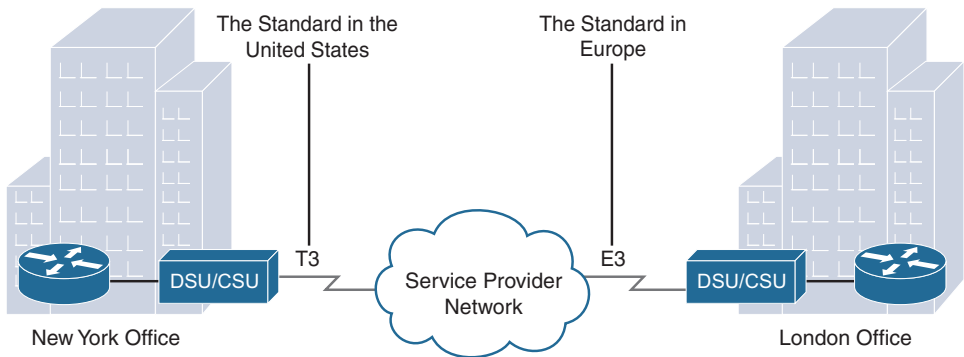 The Standard in the
United States
The Standard in
Europe
T3
E3
DSU/CSU
Service Provider
Network
DSU/CSU
New York Office
London Office